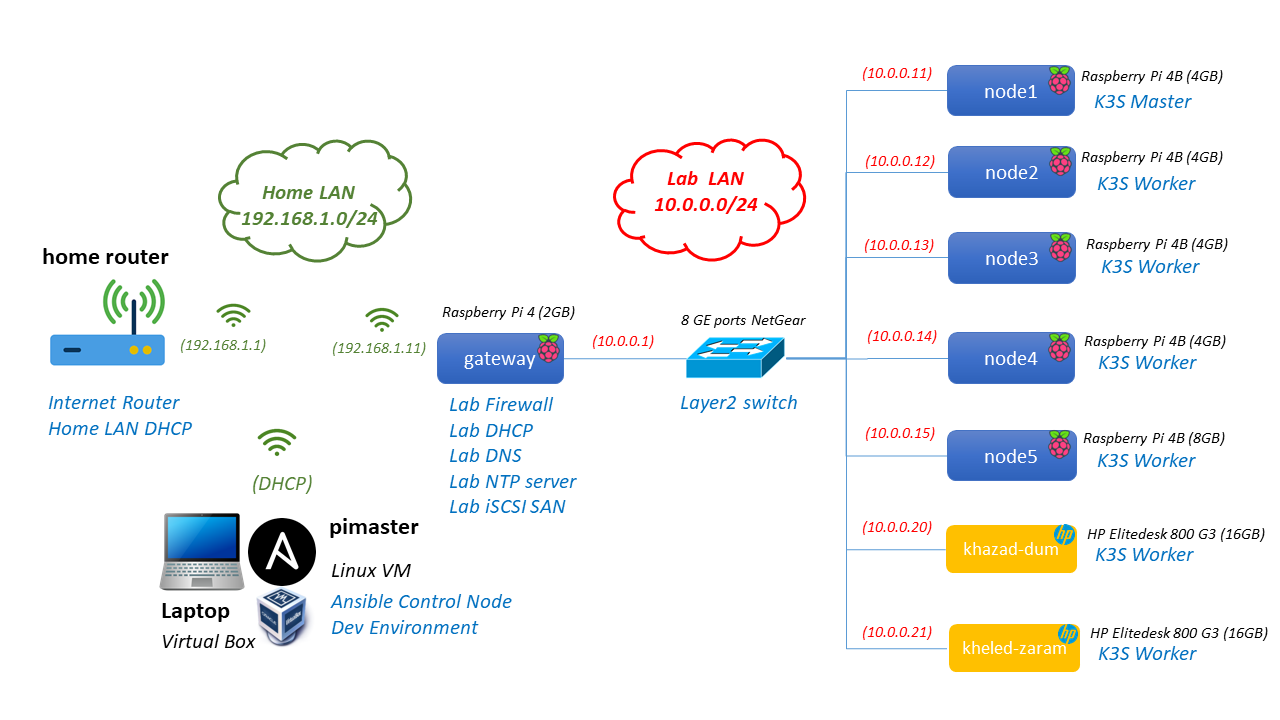 Home LAN
192.168.1.0/24
Lab LAN
10.0.0.0/24
home router
(192.168.1.1)
Internet Router
Home LAN DHCP
(192.168.1.11)
Raspberry Pi 4 (2GB)
gateway
(10.0.0.1)
Lab Firewall
Lab DHCP
Lab DNS
Lab NTP server
Lab iSCSI SAN
8 GE ports NetGear
Layer2 switch
(DHCP)
Laptop
Virtual Box
pimaster
Linux VM
Ansible Control Node
Dev Environment
(10.0.0.11)
node1
Raspberry Pi 4B (4GB)
K3S Master
(10.0.0.12)
node2
Raspberry Pi 4B (4GB)
K3S Worker
(10.0.0.13)
node3
Raspberry Pi 4B (4GB)
K3S Worker
(10.0.0.14)
node4
Raspberry Pi 4B (4GB)
K3S Worker
(10.0.0.15)
node5
Raspberry Pi 4B (8GB)
K3S Worker
(10.0.0.20)
khazad-dum
hp
HP Elitedesk 800 G3 (16GB)
K3S Worker
(10.0.0.21)
kheled-zaram
hp
HP Elitedesk 800 G3 (16GB)
K3S Worker